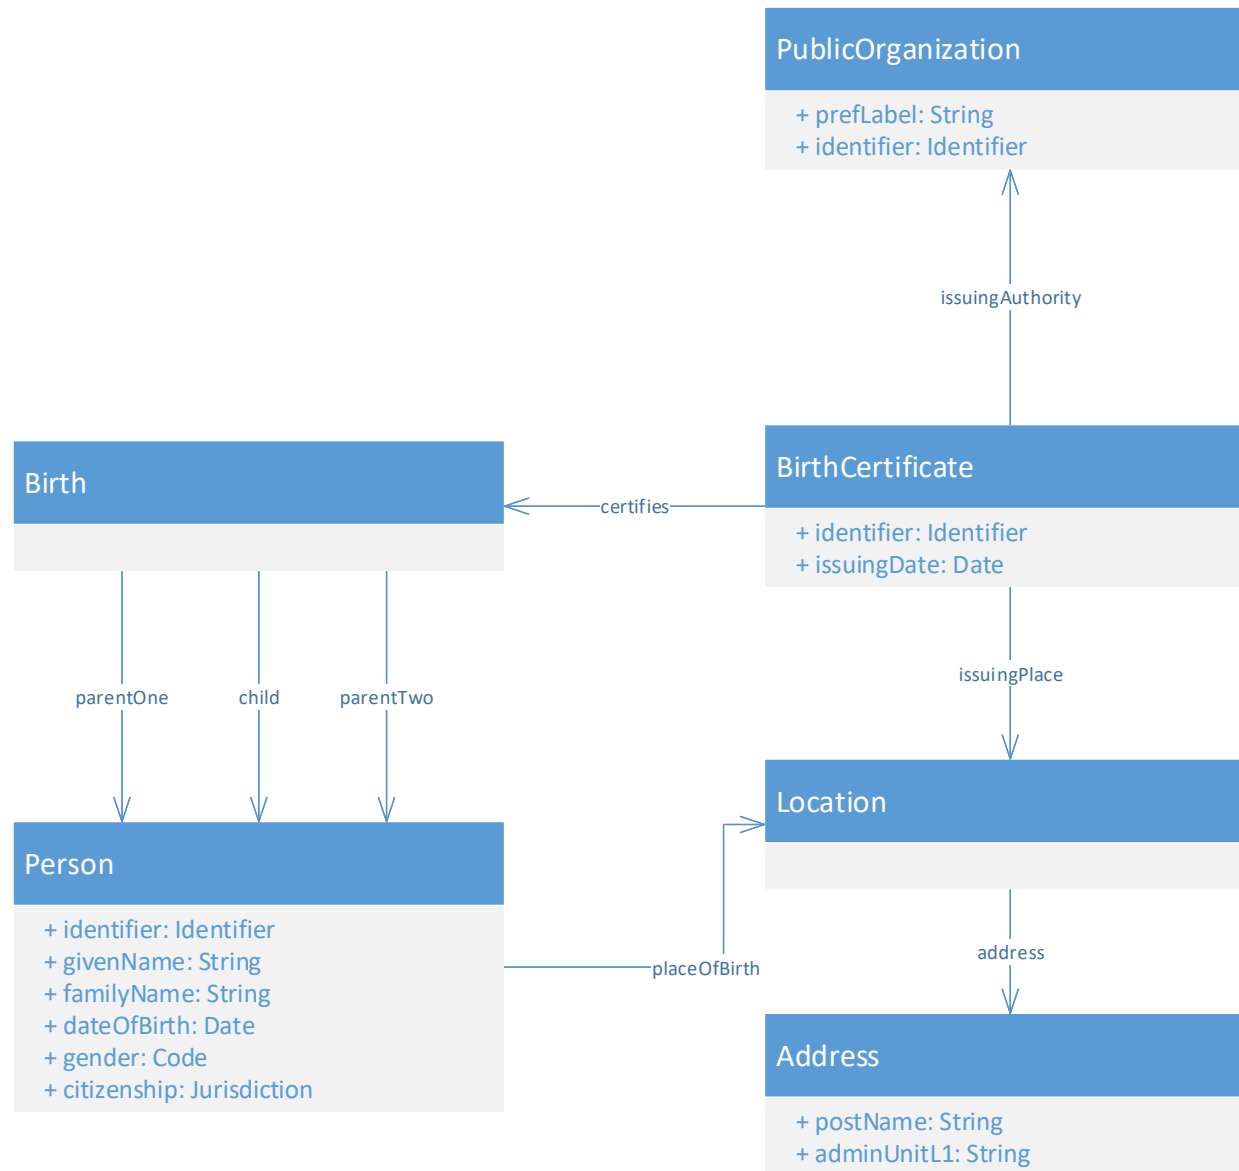 PublicOrganization
+ prefLabel: String
+ identifier: Identifier
issuingAuthority
Birth
BirthCertificate
certifies
+ identifier: Identifier
+ issuingDate: Date
parentOne
child
parentTwo
issuingPlace
Location
Person
+ identifier: Identifier
+ givenName: String
+ familyName: String
+ dateOfBirth: Date
+ gender: Code
+ citizenship: Jurisdiction
placeOfBirth
address
Address
+ postName: String
+ adminUnitL1: String